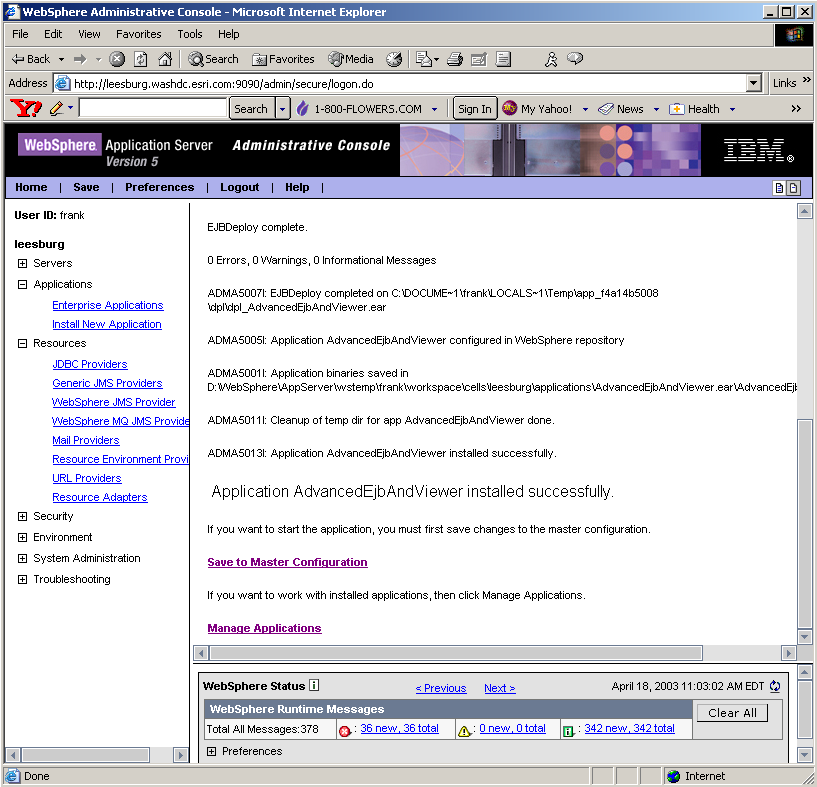 WebSphere Administrative Console - Microsoft Internet Explorer
File Edit View Favorites Tools Help
Back Search Favorites Media
Address http://leesburg.washdc.esri.com:9090/admin/secure/logon.do Links »
Y! Search 1-800-FLOWERS.COM Sign In My Yahoo! News Health »
WebSphere Application Server Administrative Console IBM
Version 5
Home | Save | Preferences | Logout | Help |
User ID: frank
leesburg
Servers
Applications
Enterprise Applications
Install New Application
Resources
JDBC Providers
Generic JMS Providers
WebSphere JMS Provider
WebSphere MQ JMS Provide
Mail Providers
Resource Environment Provi
URL Providers
Resource Adapters
Security
Environment
System Administration
Troubleshooting
EJBDeploy complete.
0 Errors, 0 Warnings, 0 Informational Messages
ADMA5007I: EJBDeploy completed on C:\DOCUME~1\frank\LOCALS~1\Temp\app_f4a14b5008
\dpl\dpl_AdvancedEjbAndViewer.ear
ADMA5005I: Application AdvancedEjbAndViewer configured in WebSphere repository
ADMA5001I: Application binaries saved in
D:\WebSphere\AppServer\wstemp\frank\workspace\cells\leesburg\applications\AdvancedEjbAndViewer.ear\AdvancedEjb
ADMA5011I: Cleanup of temp dir for app AdvancedEjbAndViewer done.
ADMA5013I: Application AdvancedEjbAndViewer installed successfully.
Application AdvancedEjbAndViewer installed successfully.
If you want to start the application, you must first save changes to the master configuration.
Save to Master Configuration
If you want to work with installed applications, then click Manage Applications.
Manage Applications
WebSphere Status i < Previous Next > April 18, 2003 11:03:02 AM EDT
WebSphere Runtime Messages
Clear All
Total All Messages:378 : 36 new, 36 total : 0 new, 0 total : 342 new, 342 total
Preferences
Done Internet